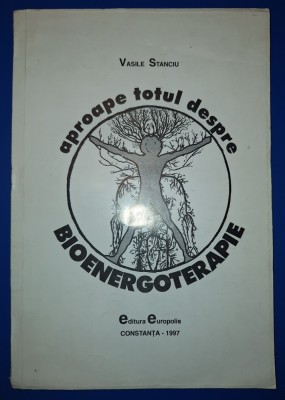 VASILE STANCIU
aproape totul despre
BIOENERGOTERAPIE
editura europolis
CONSTANȚA - 1997